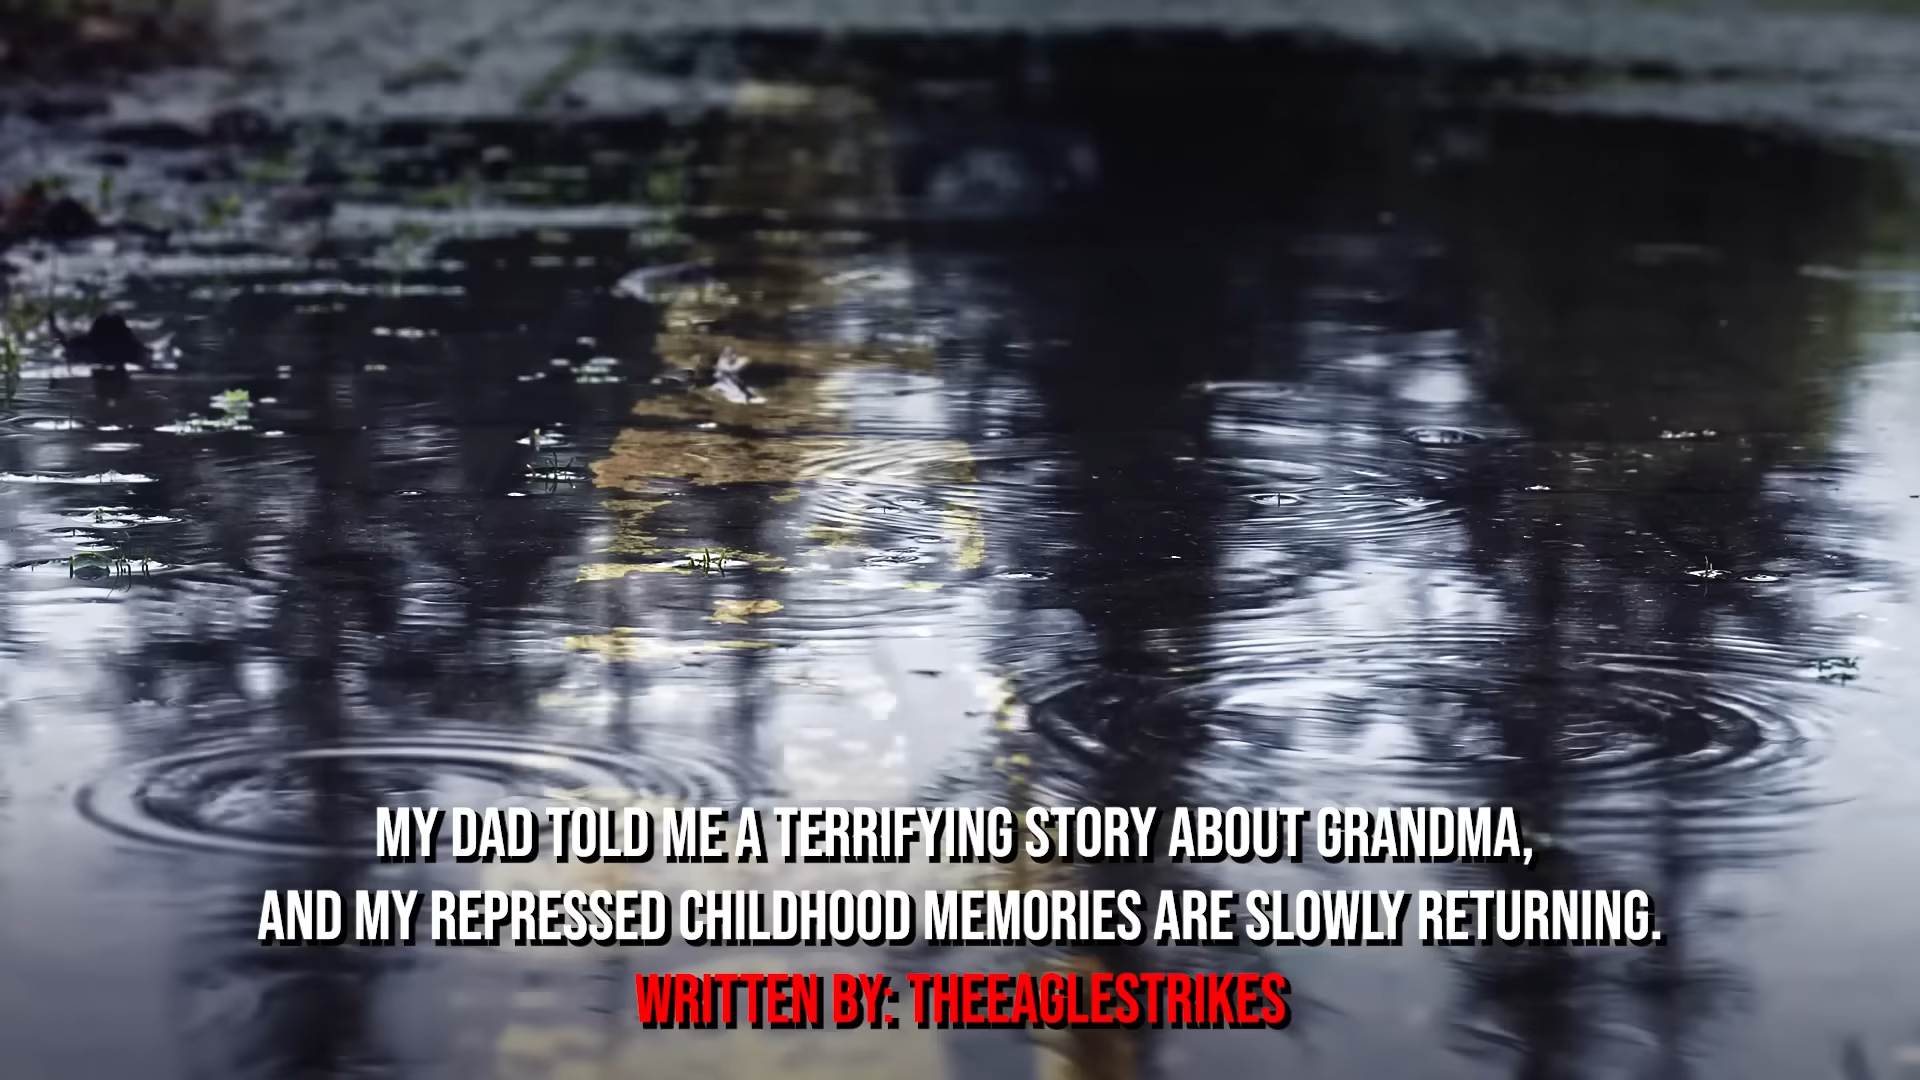 MY DAD TOLD ME A TERRIFYING STORY ABOUT GRANDMA,
AND MY REPRESSED CHILDHOOD MEMORIES ARE SLOWLY RETURNING.
WRITTEN BY: THEEAGLESTRIKES